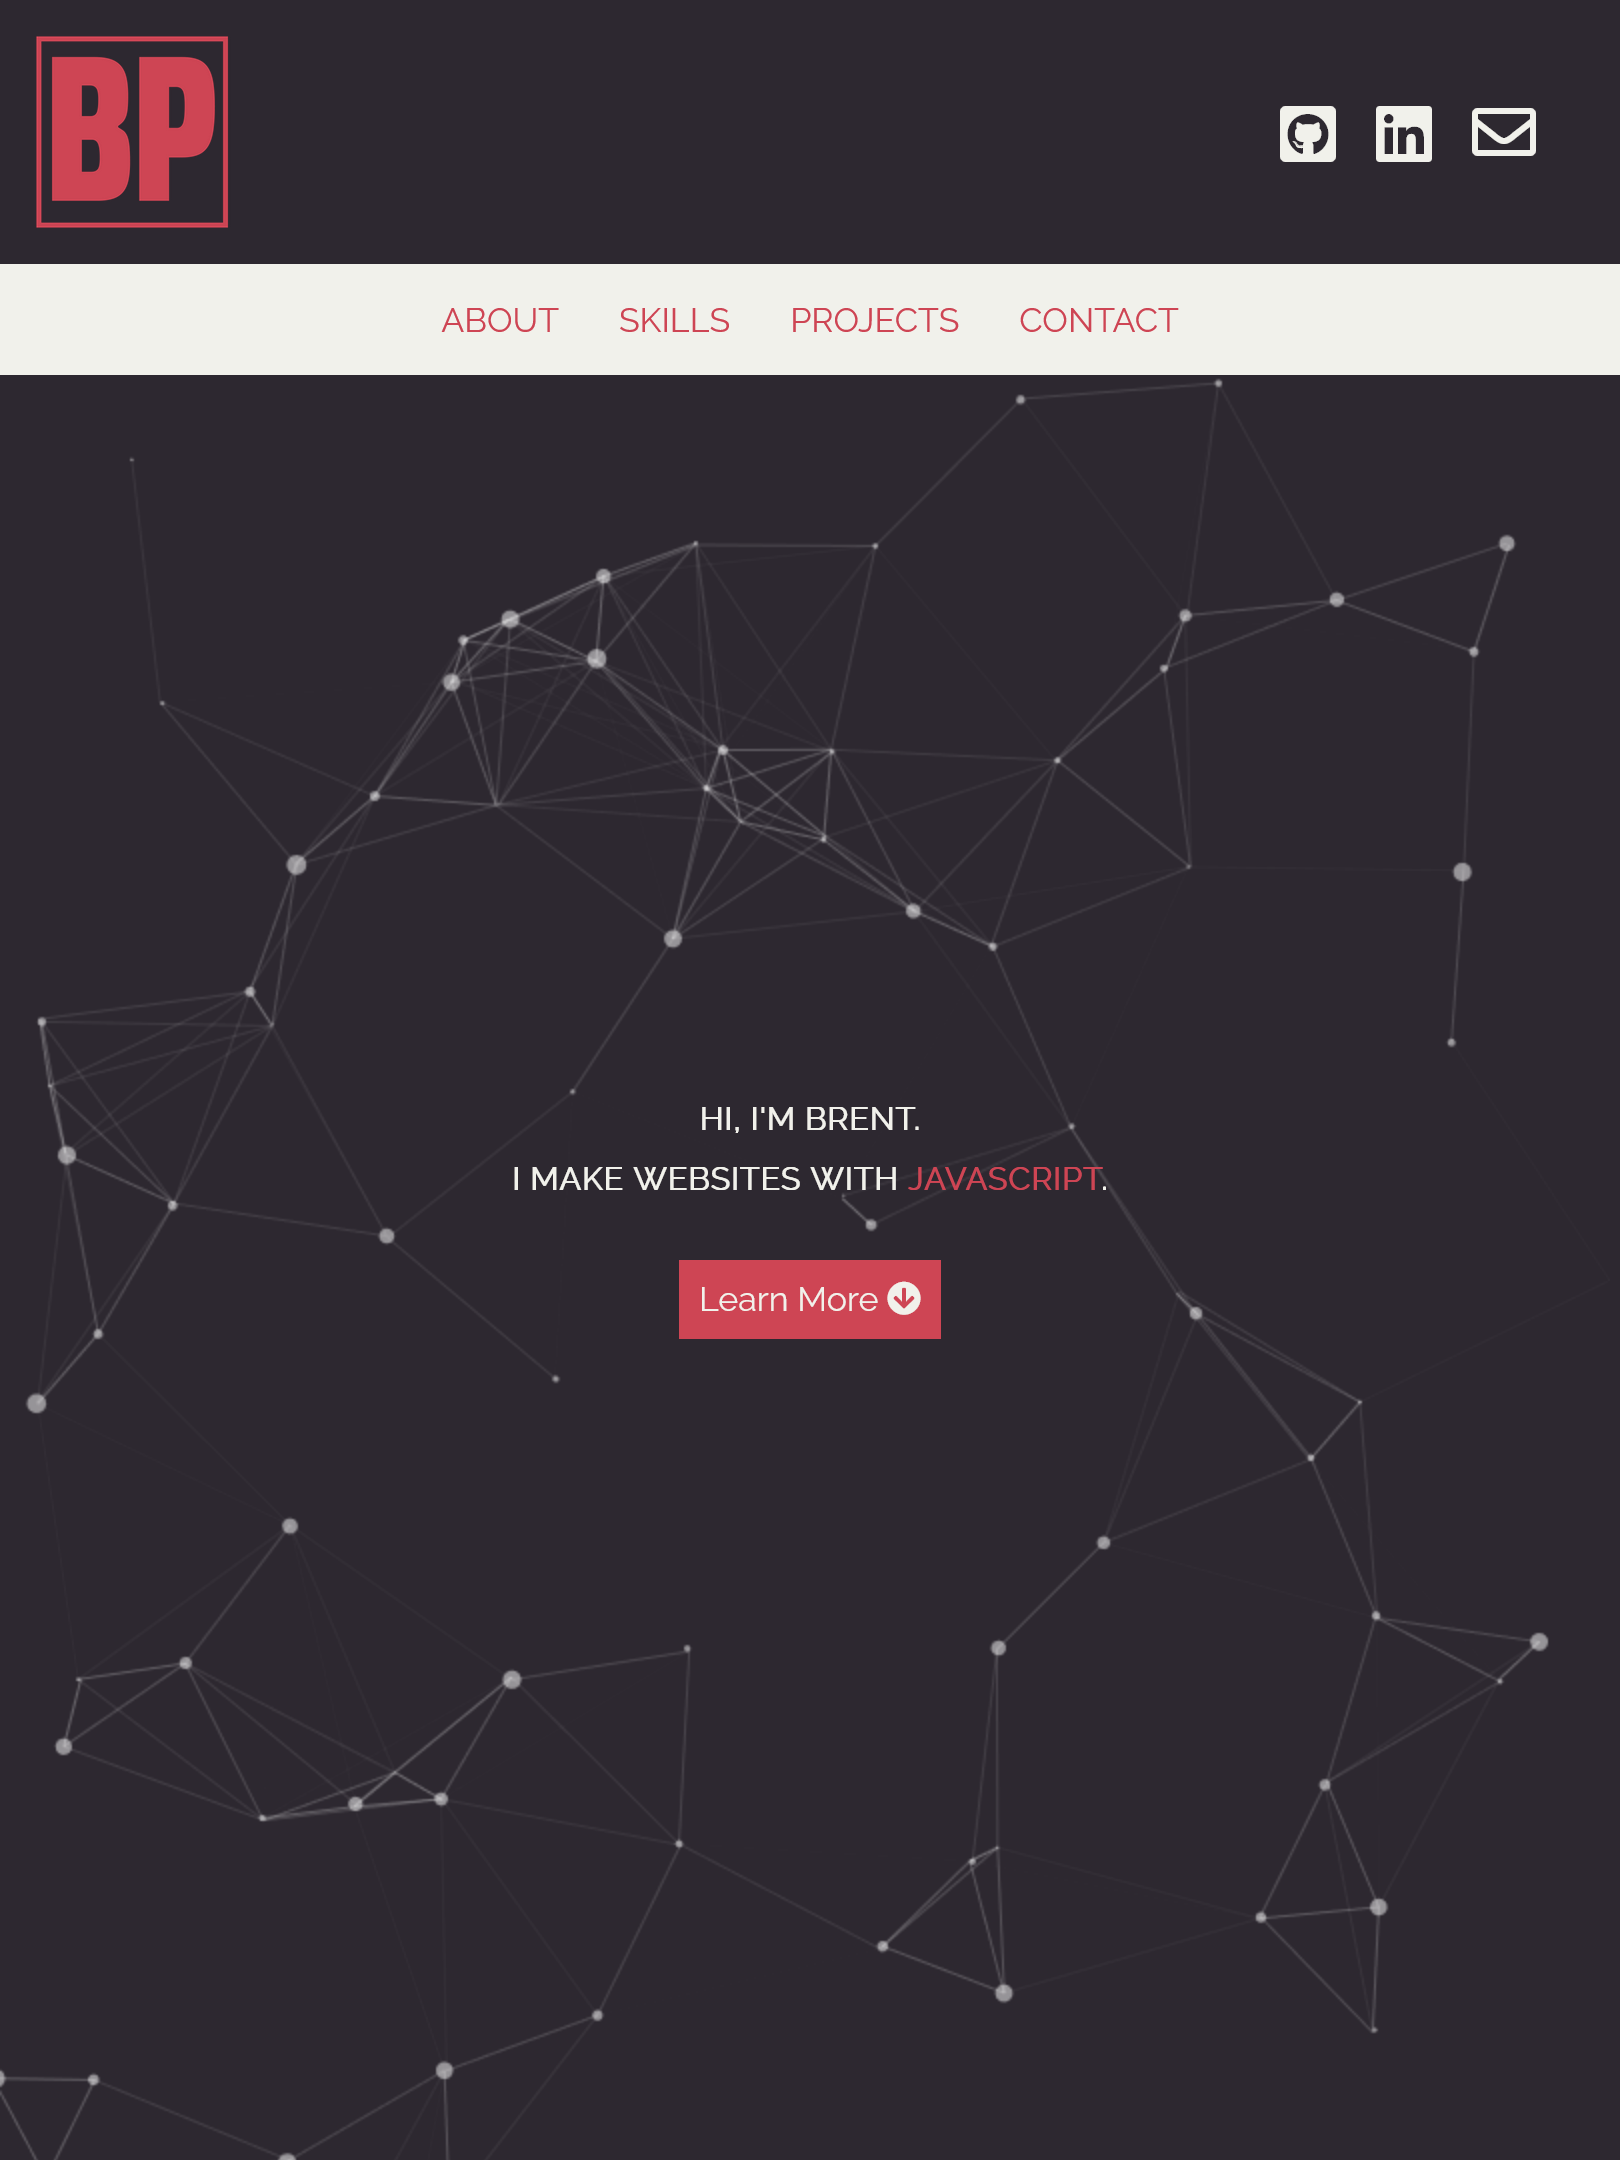 BP
in
ABOUT SKILLS PROJECTS CONTACT
HI, I'M BRENT.
I MAKE WEBSITES WITH JAVASCRIPT.
Learn More